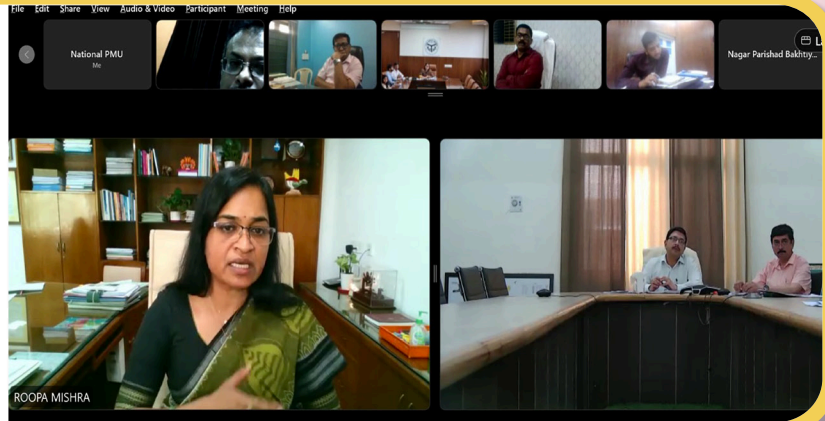 File Edit Share View Audio & Video Participant Meeting Help
National PMU
Me
Nagar Parishad Bakhtiy...
ROOPA MISHRA